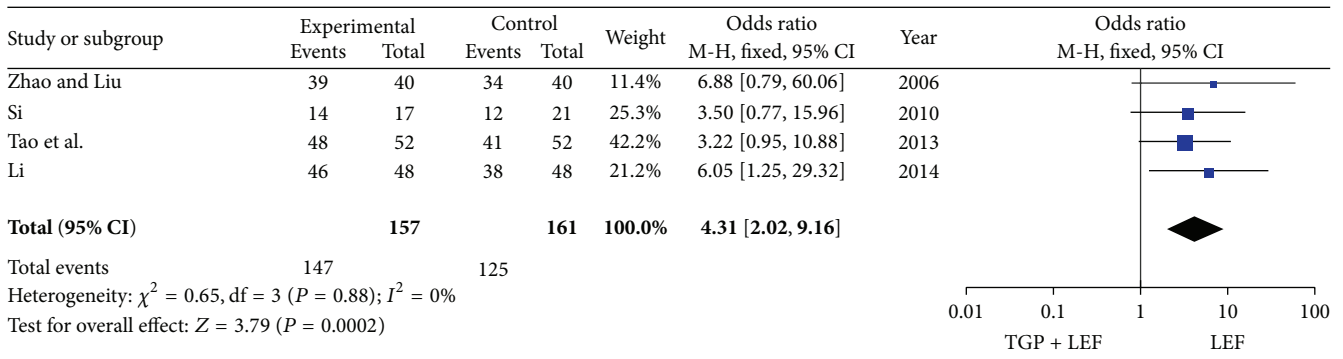 Study or subgroup Experimental Control Weight Odds ratio Year Odds ratio
Events Total Events Total M-H, fixed, 95% CI M-H, fixed, 95% CI
Zhao and Liu 39 40 34 40 11.4% 6.88 [0.79, 60.06] 2006
Si 14 17 12 21 25.3% 3.50 [0.77, 15.96] 2010
Tao et al. 48 52 41 52 42.2% 3.22 [0.95, 10.88] 2013
Li 46 48 38 48 21.2% 6.05 [1.25, 29.32] 2014
Total (95% CI) 157 161 100.0% 4.31 [2.02, 9.16]
Total events 147 125
Heterogeneity: χ² = 0.65, df = 3 (P = 0.88); I² = 0%
Test for overall effect: Z = 3.79 (P = 0.0002)
0.01 0.1 1 10 100
TGP + LEF LEF